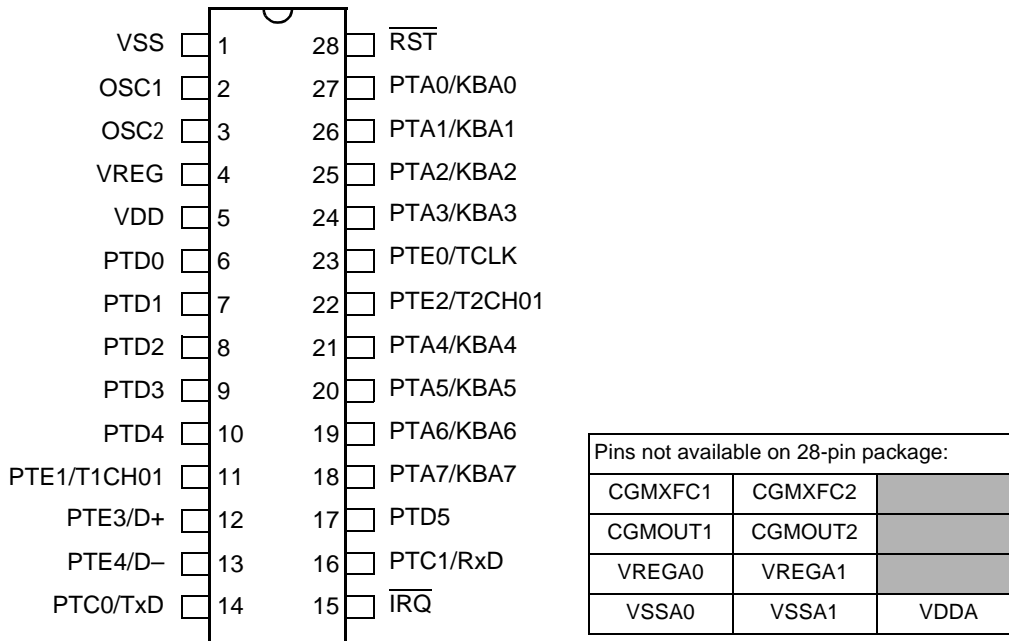 VSS 1 28 RST
OSC1 2 27 PTA0/KBA0
OSC2 3 26 PTA1/KBA1
VREG 4 25 PTA2/KBA2
VDD 5 24 PTA3/KBA3
PTD0 6 23 PTE0/TCLK
PTD1 7 22 PTE2/T2CH01
PTD2 8 21 PTA4/KBA4
PTD3 9 20 PTA5/KBA5
PTD4 10 19 PTA6/KBA6
PTE1/T1CH01 11 18 PTA7/KBA7
PTE3/D+ 12 17 PTD5
PTE4/D– 13 16 PTC1/RxD
PTC0/TxD 14 15 IRQ
Pins not available on 28-pin package:
CGMXFC1 CGMXFC2
CGMOUT1 CGMOUT2
VREGA0 VREGA1
VSSA0 VSSA1 VDDA